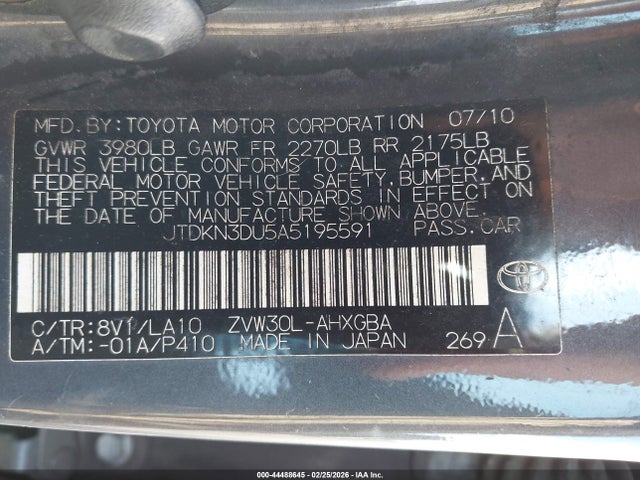 MFD.BY:TOYOTA MOTOR CORPORATION 07/10
GVWR 3980LB GAWR FR 2270LB RR 2175LB
THIS VEHICLE CONFORMS TO ALL APPLICABLE
FEDERAL MOTOR VEHICLE SAFETY,BUMPER,AND
THEFT PREVENTION STANDARDS IN EFFECT ON
THE DATE OF MANUFACTURE SHOWN ABOVE.
JTDKN3DU5A5195591 PASS.CAR
C/TR:8V1/LA10 ZVW30L-AHXGBA
A/TM:-01A/P410 MADE IN JAPAN 269 A
000-44488645 - 02/25/2026 - IAA Inc.